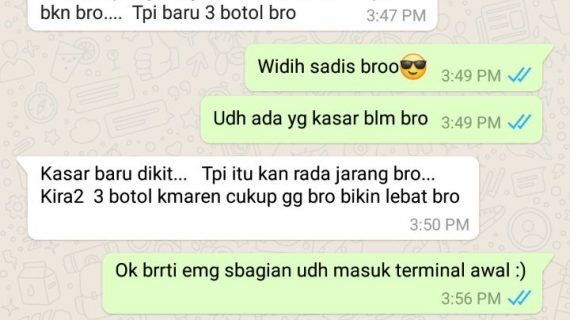 bkn bro.... Tpi baru 3 botol bro
3:47 PM
Widih sadis broo😎
3:49 PM
Udh ada yg kasar blm bro
3:49 PM
Kasar baru dikit... Tpi itu kan rada jarang bro...
Kira2 3 botol kmaren cukup gg bro bikin lebat bro
3:50 PM
Ok brrti emg sbagian udh masuk terminal awal :)
3:56 PM